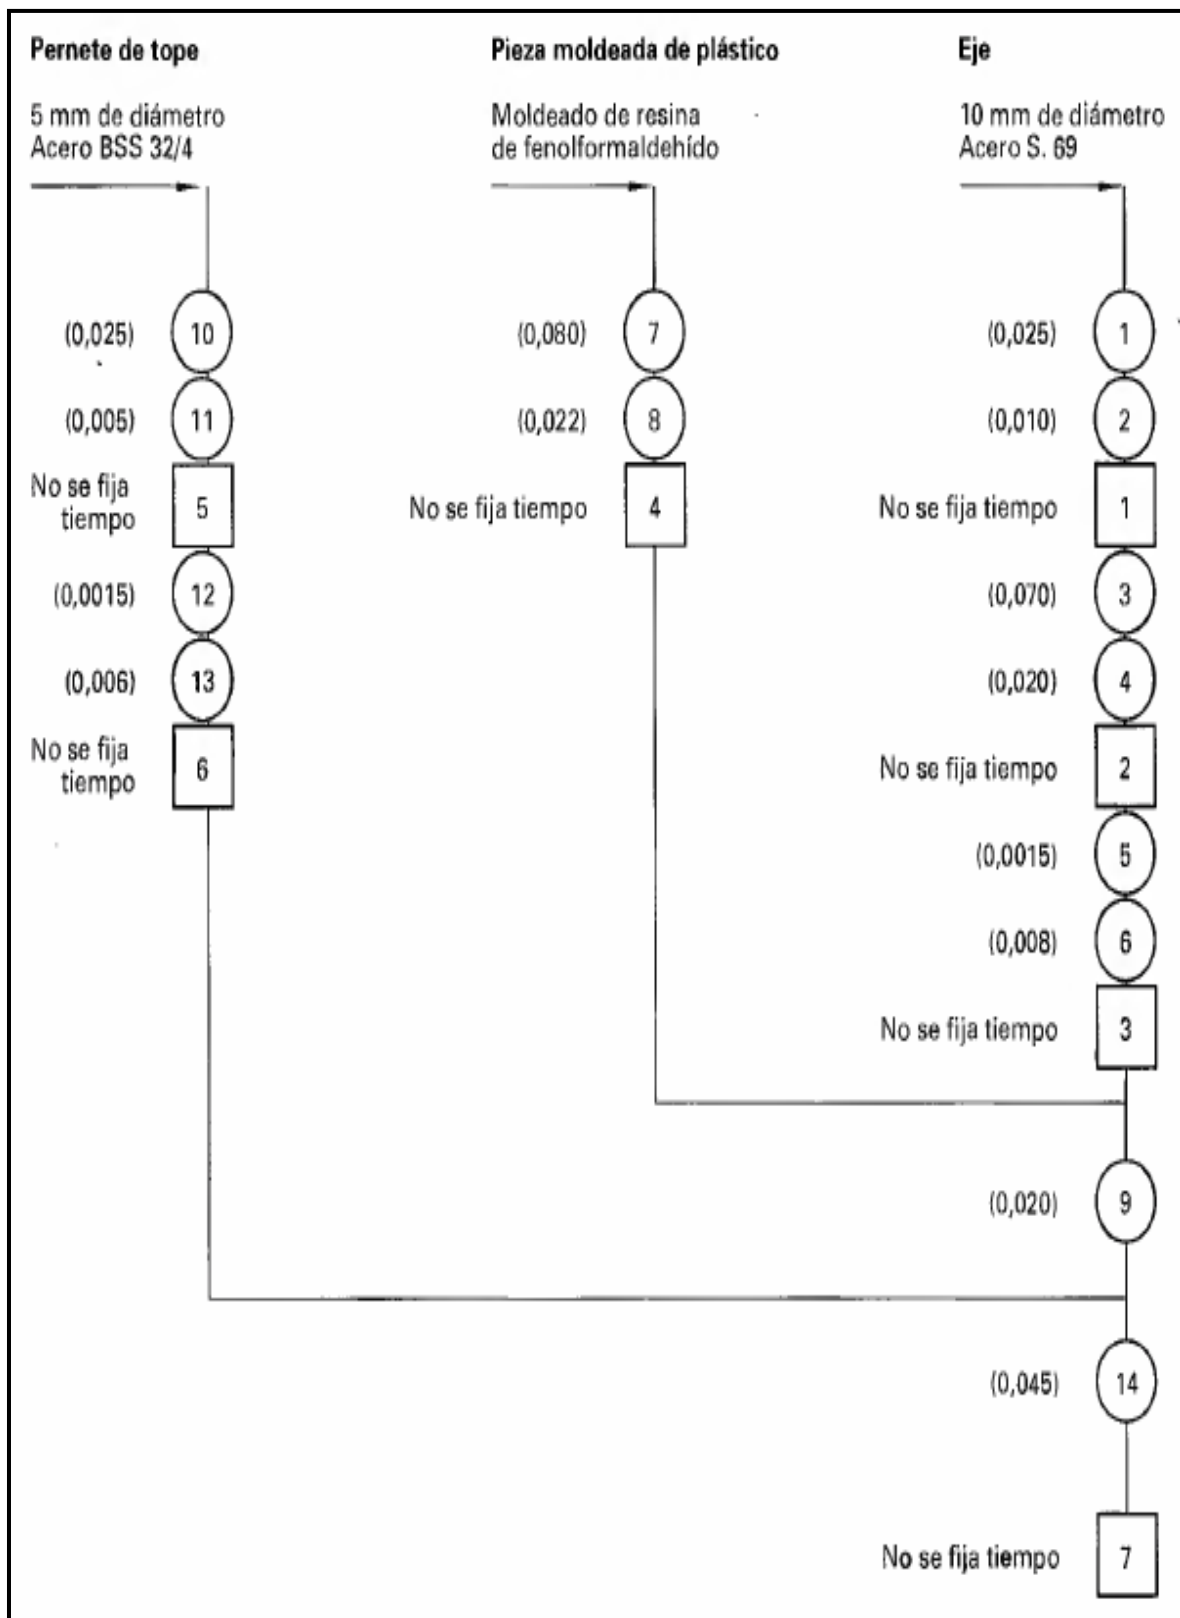 Pernete de tope
5 mm de diámetro
Acero BSS 32/4
(0,025) 10
(0,005) 11
No se fija
tiempo
5
(0,0015) 12
(0,006) 13
No se fija
tiempo
6
Pieza moldeada de plástico
Moldeado de resina
de fenolformaldehído
(0,080) 7
(0,022) 8
No se fija tiempo 4
Eje
10 mm de diámetro
Acero S. 69
(0,025) 1
(0,010) 2
No se fija tiempo 1
(0,070) 3
(0,020) 4
No se fija tiempo 2
(0,0015) 5
(0,008) 6
No se fija tiempo 3
(0,020) 9
(0,045) 14
No se fija tiempo 7